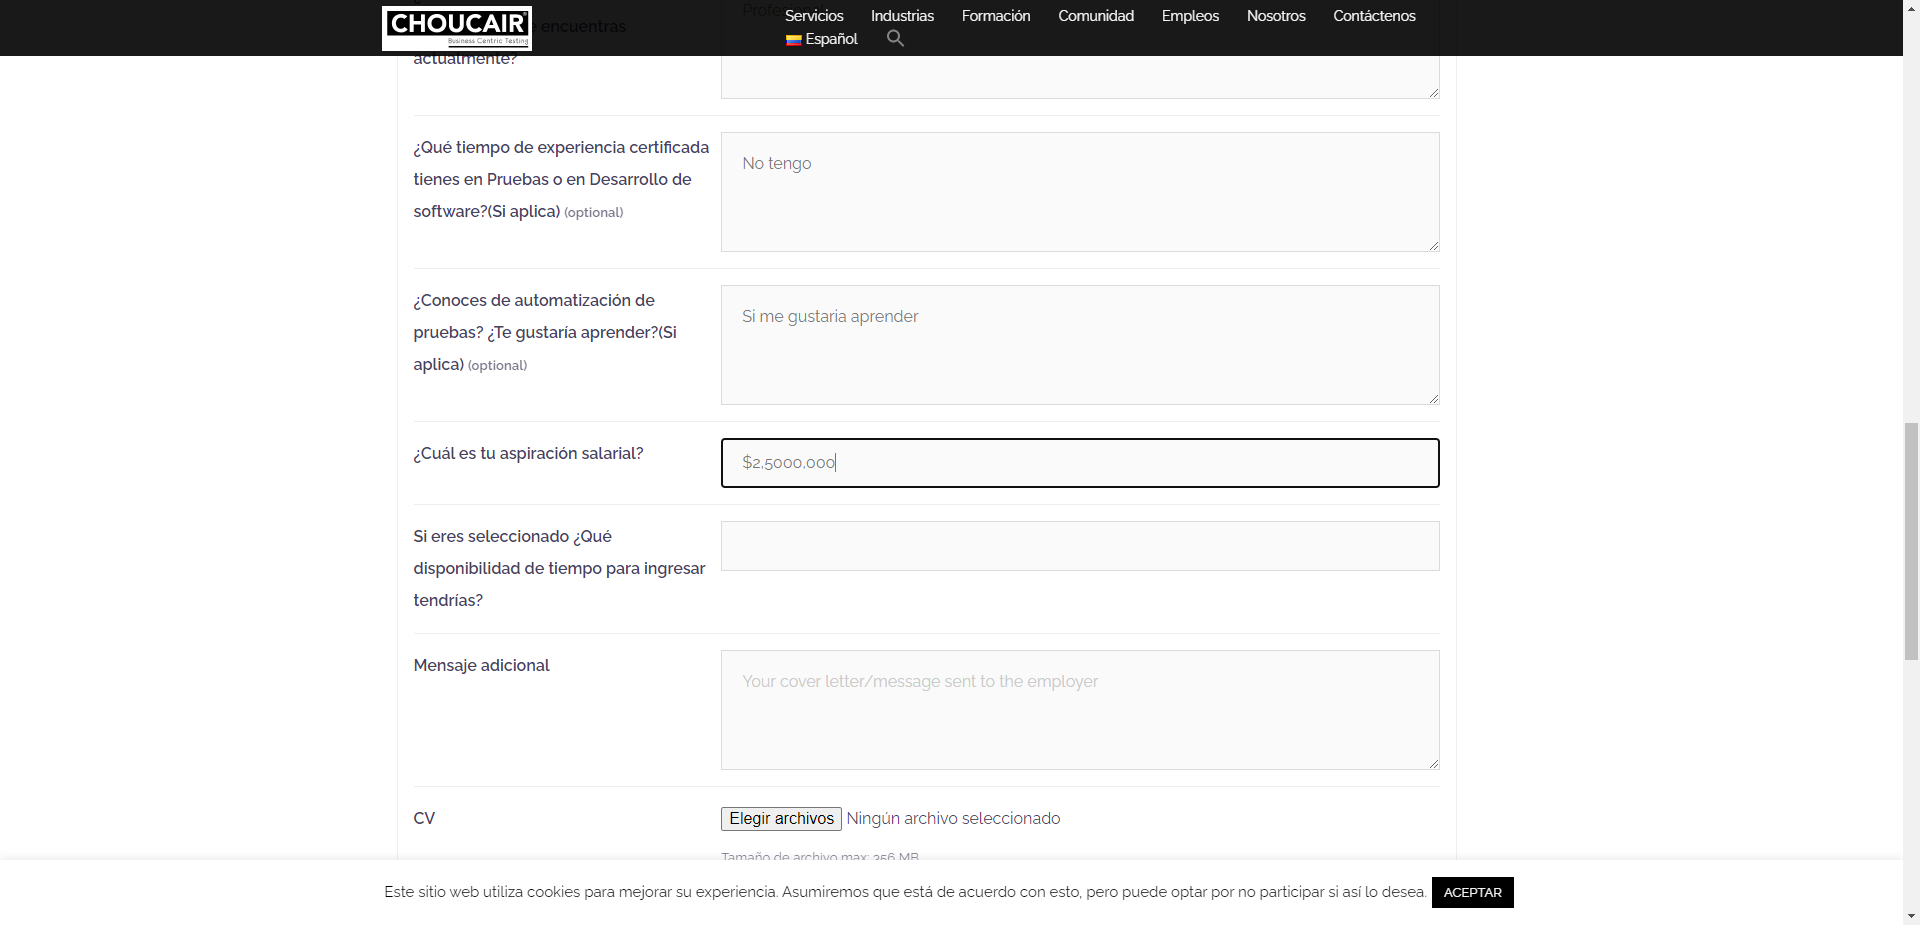 CHOUCAIR
Business Centric Testing
Servicios Industrias Formación Comunidad Empleos Nosotros Contáctenos
Español
encuentras
actualmente?
¿Qué tiempo de experiencia certificada
tienes en Pruebas o en Desarrollo de
software?(Si aplica) (optional)
No tengo
¿Conoces de automatización de
pruebas? ¿Te gustaría aprender?(Si
aplica) (optional)
Si me gustaria aprender
¿Cuál es tu aspiración salarial?
$2,5000,000
Si eres seleccionado ¿Qué
disponibilidad de tiempo para ingresar
tendrías?
Mensaje adicional
Your cover letter/message sent to the employer
CV
Elegir archivos Ningún archivo seleccionado
Tamaño de archivo max: 356 MB.
Este sitio web utiliza cookies para mejorar su experiencia. Asumiremos que está de acuerdo con esto, pero puede optar por no participar si así lo desea. ACEPTAR